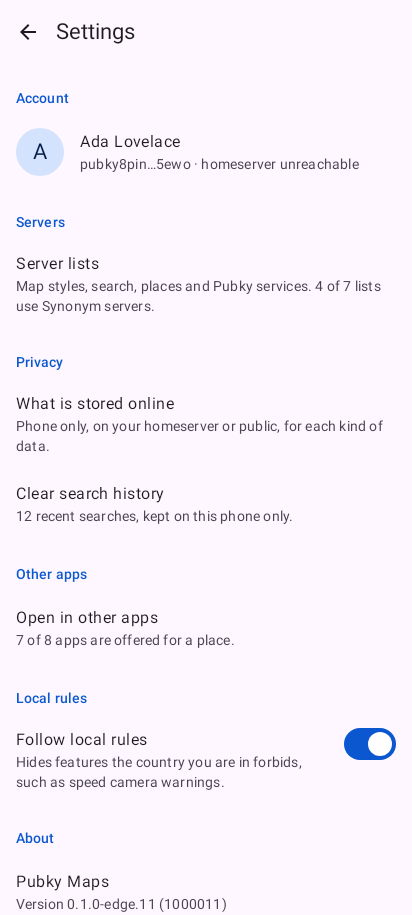 Settings
Account
A
Ada Lovelace
pubky8pin…5ewo · homeserver unreachable
Servers
Server lists
Map styles, search, places and Pubky services. 4 of 7 lists
use Synonym servers.
Privacy
What is stored online
Phone only, on your homeserver or public, for each kind of
data.
Clear search history
12 recent searches, kept on this phone only.
Other apps
Open in other apps
7 of 8 apps are offered for a place.
Local rules
Follow local rules
Hides features the country you are in forbids,
such as speed camera warnings.
About
Pubky Maps
Version 0.1.0-edge.11 (1000011)